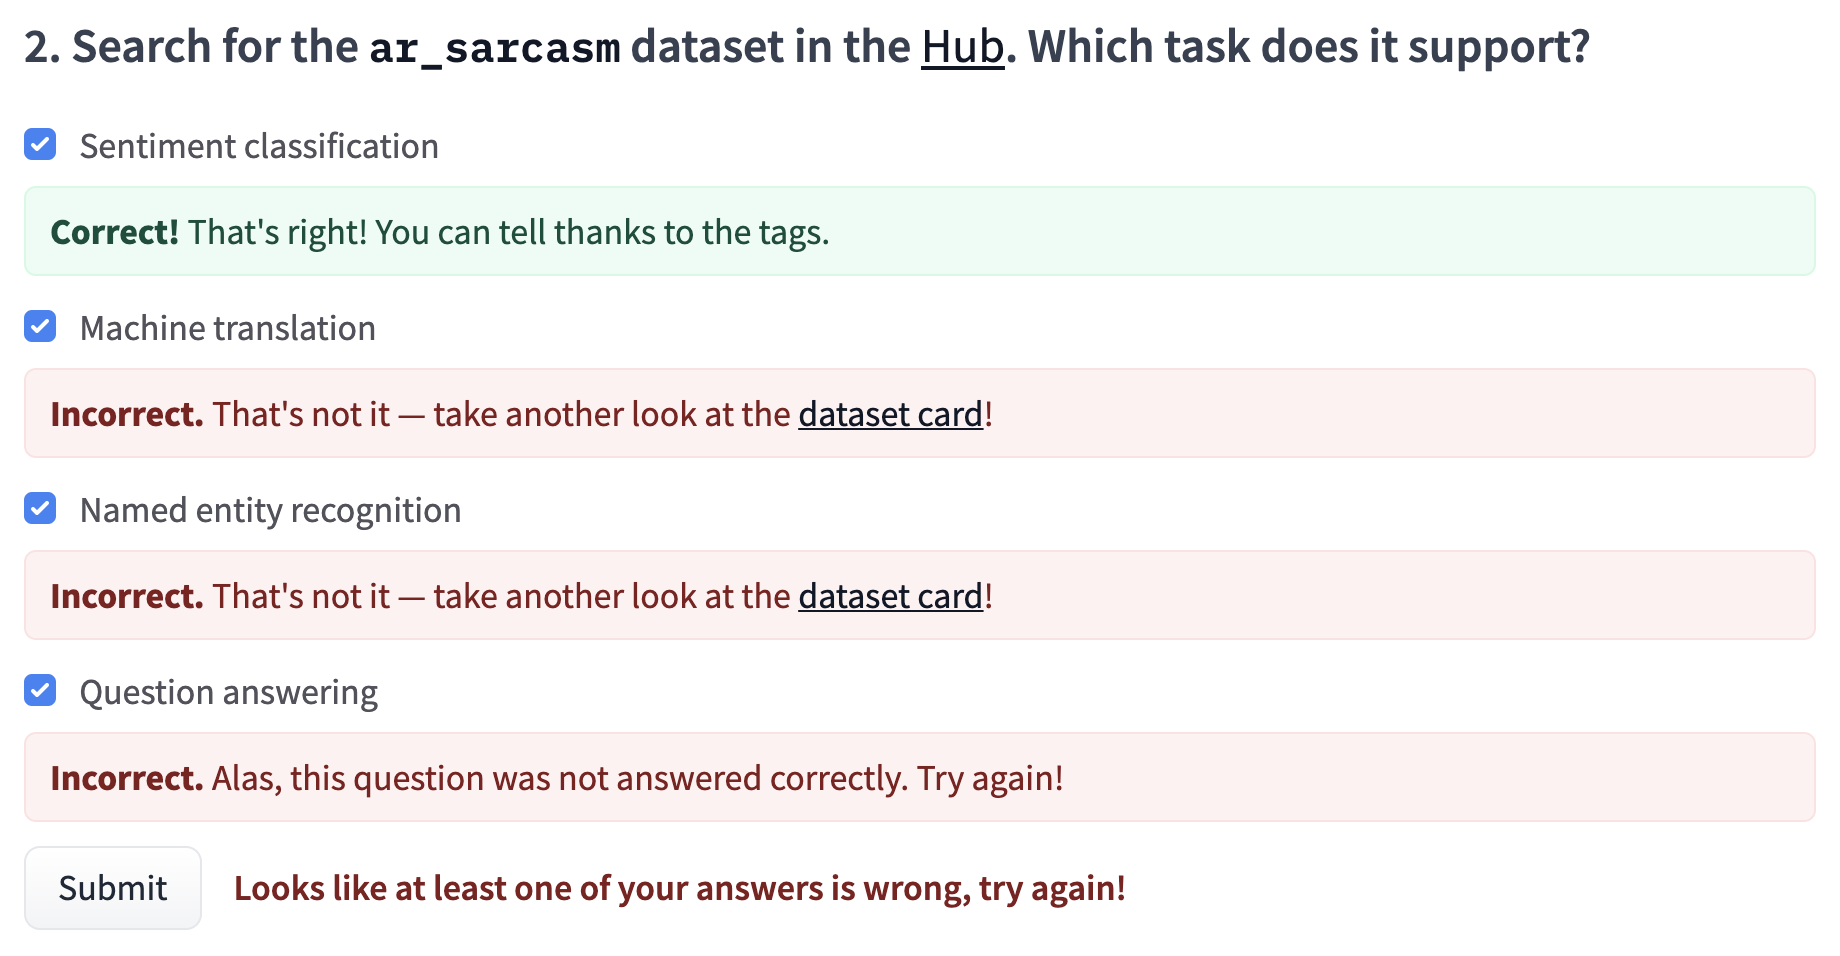 2. Search for the ar_sarcasm dataset in the Hub. Which task does it support?
Sentiment classification
Correct! That's right! You can tell thanks to the tags.
Machine translation
Incorrect. That's not it — take another look at the dataset card!
Named entity recognition
Incorrect. That's not it — take another look at the dataset card!
Question answering
Incorrect. Alas, this question was not answered correctly. Try again!
Submit Looks like at least one of your answers is wrong, try again!